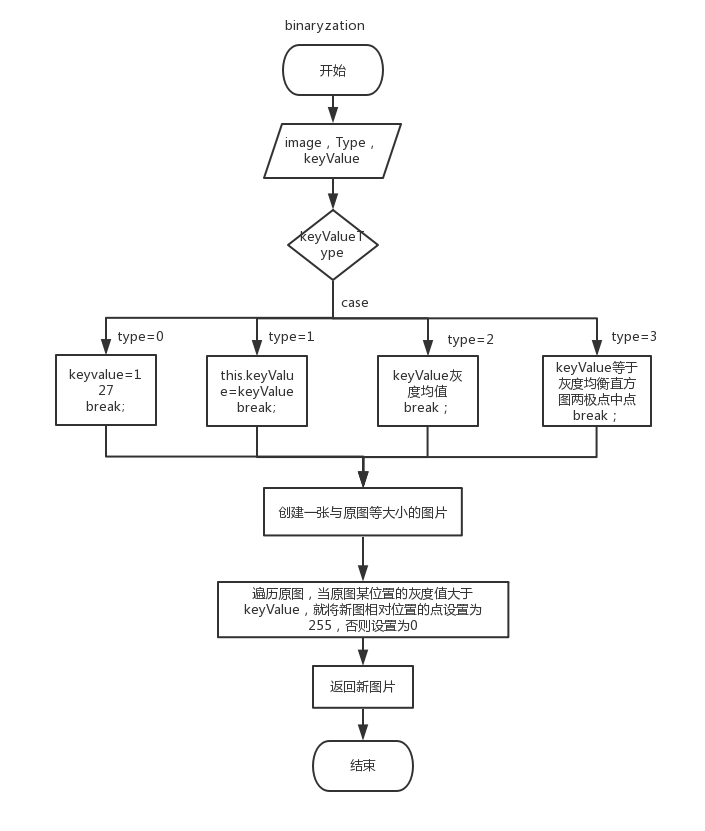 binaryzation
开始
image，Type，
keyValue
keyValueT
ype
case
type=0
type=1
type=2
type=3
keyvalue=1
27
break;
this.keyValu
e=keyValue
break;
keyValue灰
度均值
break；
keyValue等于
灰度均衡直方
图两极点中点
break；
创建一张与原图等大小的图片
遍历原图，当原图某位置的灰度值大于
keyValue，就将新图相对位置的点设置为
255，否则设置为0
返回新图片
结束